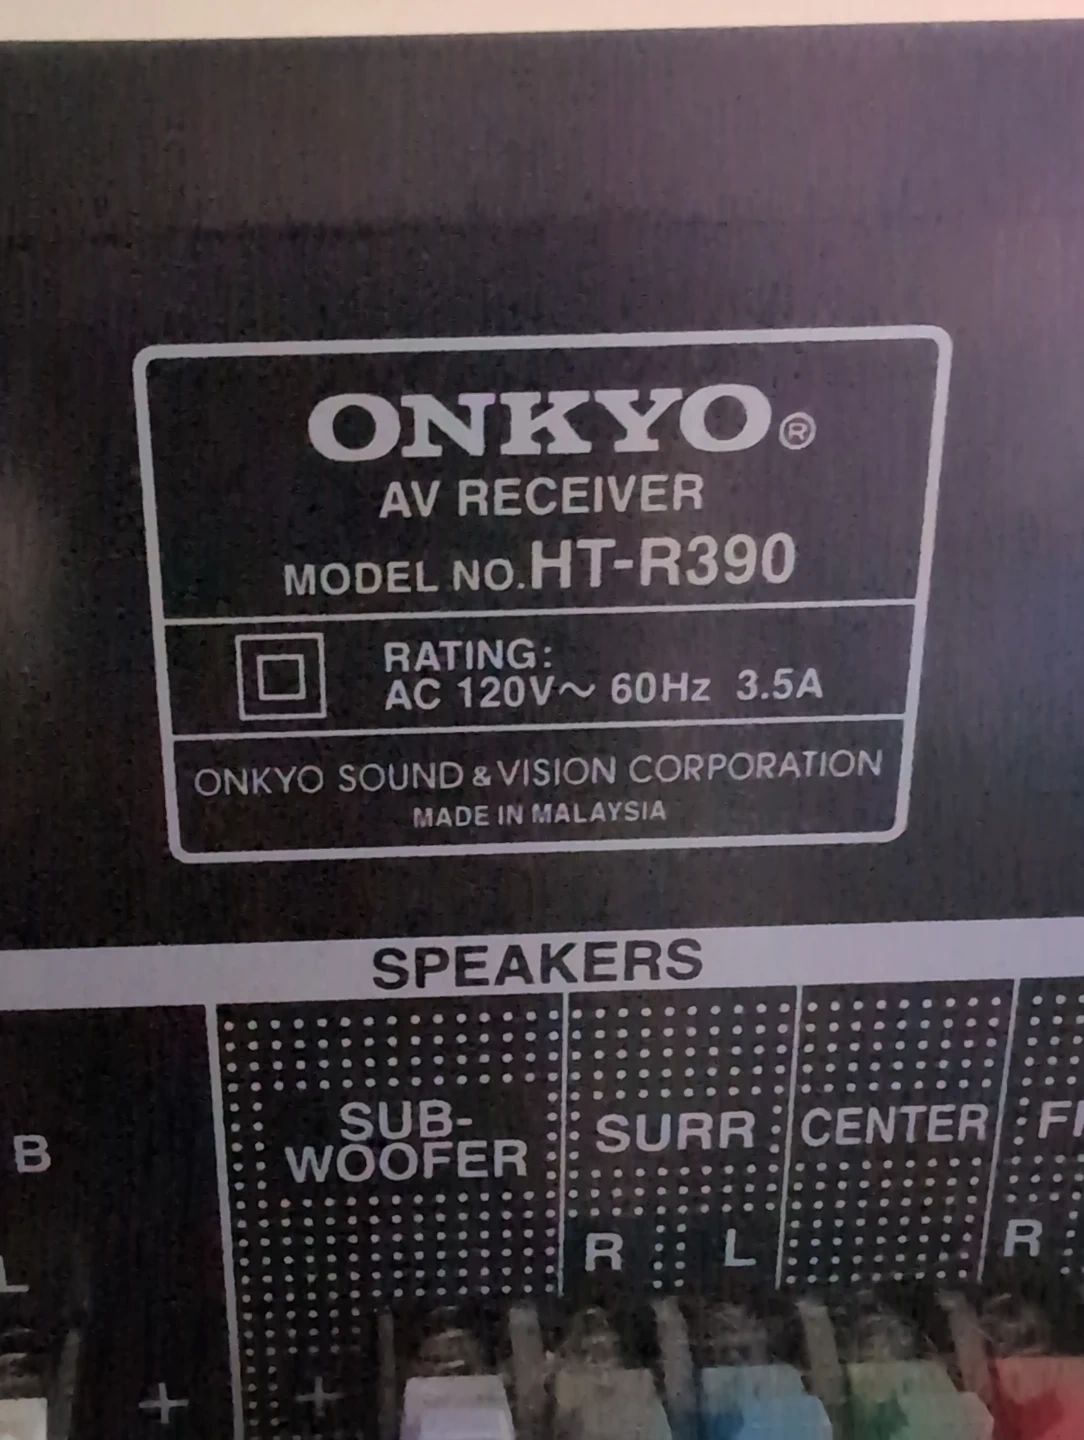 ONKYO®
AV RECEIVER
MODEL NO. HT-R390
RATING:
AC 120V~ 60Hz 3.5A
ONKYO SOUND & VISION CORPORATION
MADE IN MALAYSIA
SPEAKERS
B
SUB-
WOOFER
SURR
CENTER
R L
R
L
+ +